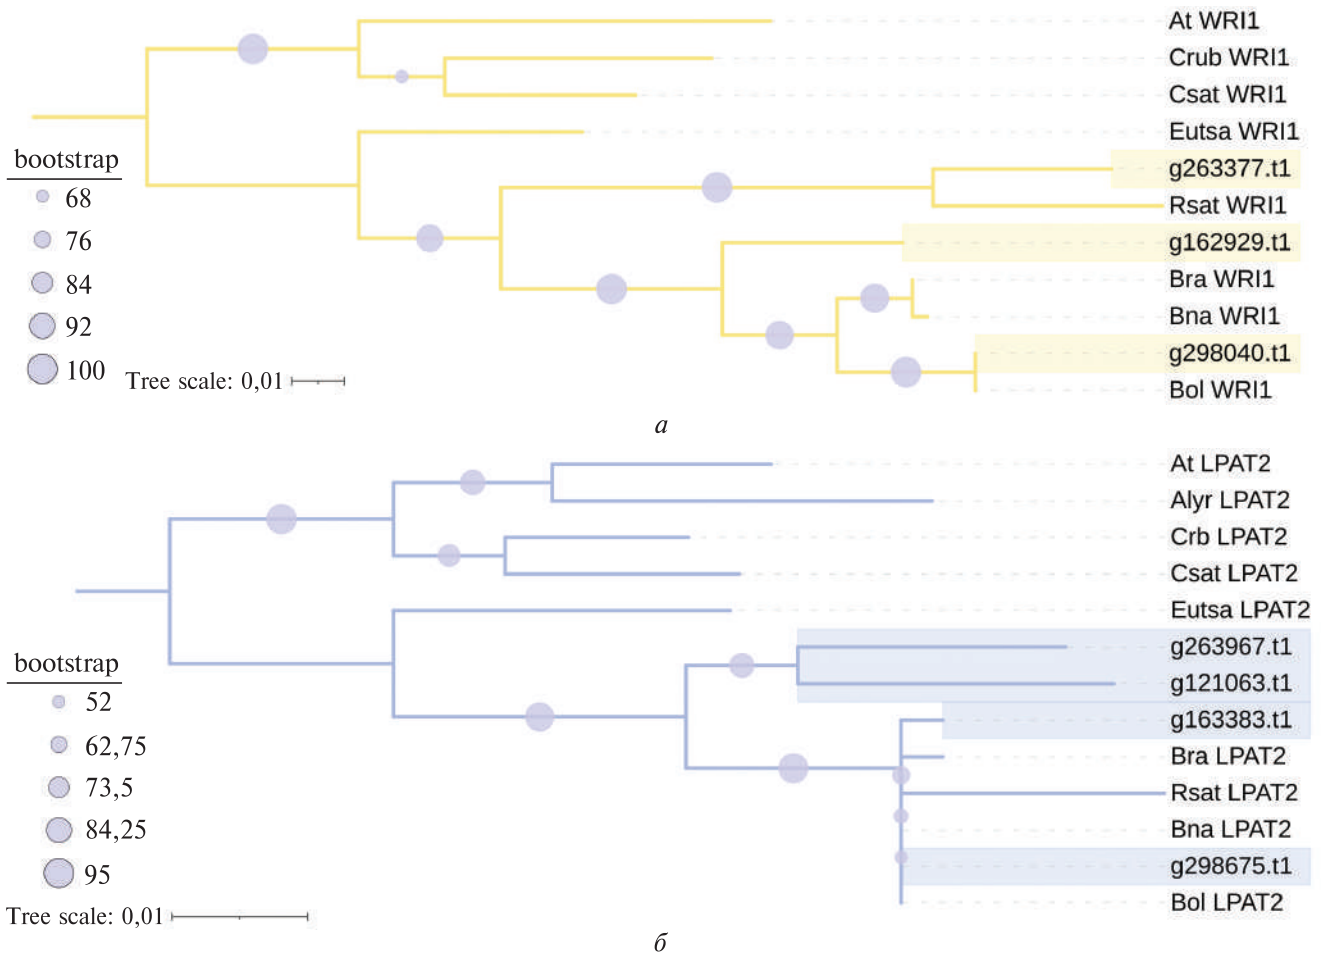 At WRI1
Crub WRI1
Csat WRI1
Eutsa WRI1
g263377.t1
Rsat WRI1
g162929.t1
Bra WRI1
Bna WRI1
g298040.t1
Bol WRI1
bootstrap
68
76
84
92
100
Tree scale: 0,01
а
At LPAT2
Alyr LPAT2
Crb LPAT2
Csat LPAT2
Eutsa LPAT2
g263967.t1
g121063.t1
g163383.t1
Bra LPAT2
Rsat LPAT2
Bna LPAT2
g298675.t1
Bol LPAT2
bootstrap
52
62,75
73,5
84,25
95
Tree scale: 0,01
б